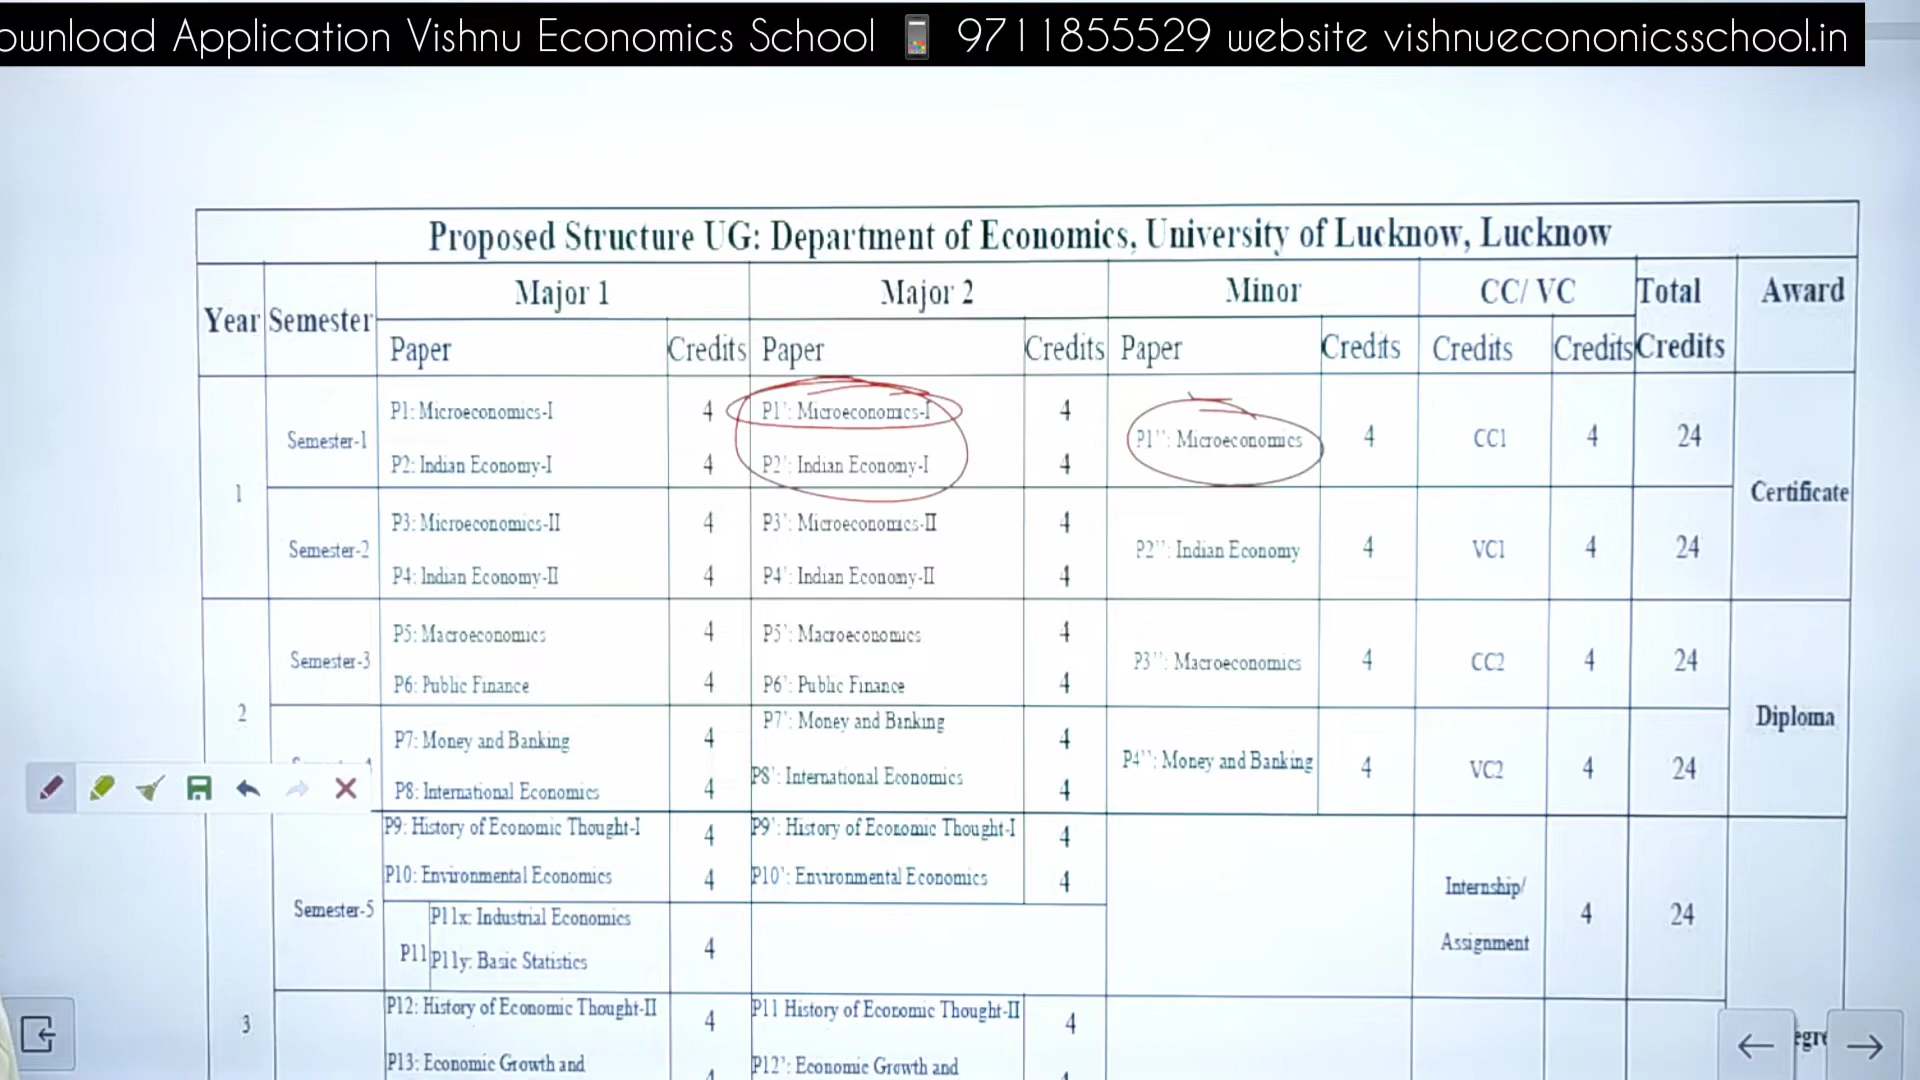 ownload Application Vishnu Economics School 9711855529 website vishnuecononicsschool.in
Proposed Structure UG: Department of Economics, University of Lucknow, Lucknow
Year Semester Major 1 Major 2 Minor CC/ VC Total Credits Award
Paper Credits Paper Credits Paper Credits Credits Credits
1 Semester-1 P1: Microeconomics-I 4 P1': Microeconomics-I 4 P1'': Microeconomics 4 CC1 4 24 Certificate
P2: Indian Economy-I 4 P2': Indian Economy-I 4
Semester-2 P3: Microeconomics-II 4 P3': Microeconomics-II 4 P2'': Indian Economy 4 VC1 4 24
P4: Indian Economy-II 4 P4': Indian Economy-II 4
2 Semester-3 P5: Macroeconomics 4 P5': Macroeconomics 4 P3'': Macroeconomics 4 CC2 4 24 Diploma
P6: Public Finance 4 P6': Public Finance 4
P7: Money and Banking 4 P7': Money and Banking 4 P4'': Money and Banking 4 VC2 4 24
P8: International Economics 4 P8': International Economics 4
3 Semester-5 P9: History of Economic Thought-I 4 P9': History of Economic Thought-I 4 Internship/ Assignment 4 24
P10: Environmental Economics 4 P10': Environmental Economics 4
P11 P11x: Industrial Economics 4
P11y: Basic Statistics
P12: History of Economic Thought-II 4 P11 History of Economic Thought-II 4
P13: Economic Growth and P12': Economic Growth and